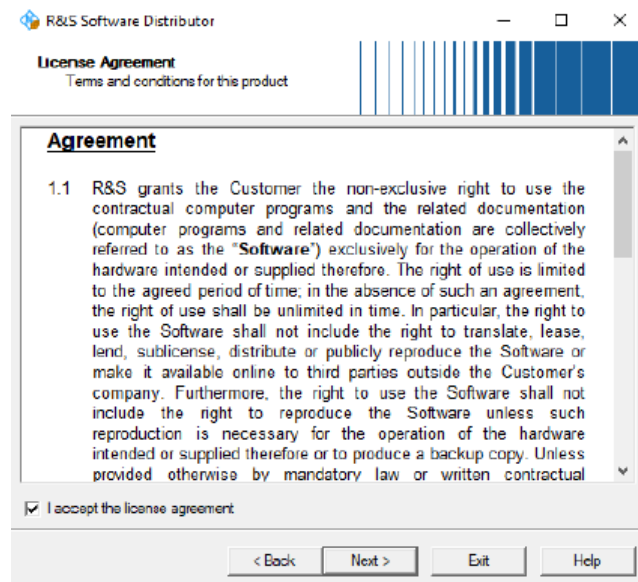 R&S Software Distributor
License Agreement
Terms and conditions for this product
Agreement
1.1 R&S grants the Customer the non-exclusive right to use the
contractual computer programs and the related documentation
(computer programs and related documentation are collectively
referred to as the "Software") exclusively for the operation of the
hardware intended or supplied therefore. The right of use is limited
to the agreed period of time; in the absence of such an agreement,
the right of use shall be unlimited in time. In particular, the right to
use the Software shall not include the right to translate, lease,
lend, sublicense, distribute or publicly reproduce the Software or
make it available online to third parties outside the Customer's
company. Furthermore, the right to use the Software shall not
include the right to reproduce the Software unless such
reproduction is necessary for the operation of the hardware
intended or supplied therefore or to produce a backup copy. Unless
provided otherwise by mandatory law or written contractual
I accept the license agreement
< Back
Next >
Exit
Help